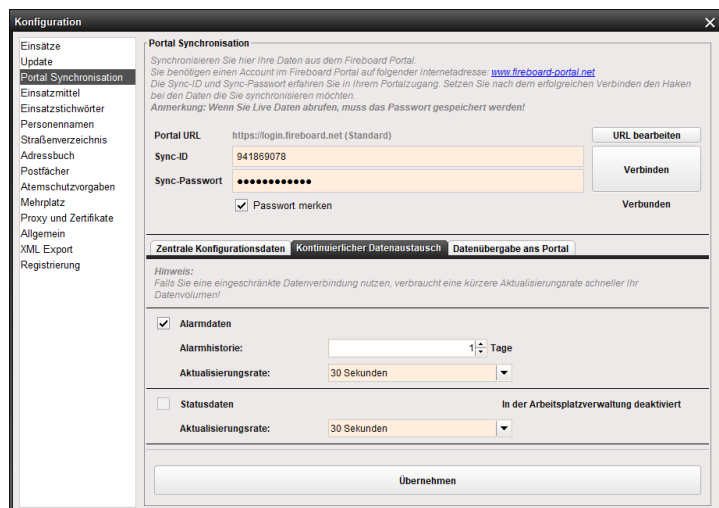 Konfiguration
Einsätze
Update
Portal Synchronisation
Einsatzmittel
Einsatzstichwörter
Personennamen
Straßenverzeichnis
Adressbuch
Postfächer
Atemschutzvorgaben
Mehrplatz
Proxy und Zertifikate
Allgemein
XML Export
Registrierung
Portal Synchronisation
Synchronisieren Sie hier Ihre Daten aus dem Fireboard Portal.
Sie benötigen einen Account im Fireboard Portal auf folgender Internetadresse: www.fireboard-portal.net
Die Sync-ID und Sync-Passwort erfahren Sie in Ihrem Portalzugang. Setzen Sie nach dem erfolgreichen Verbinden den Haken
bei den Daten die Sie synchronisieren möchten.
Anmerkung: Wenn Sie Live Daten abrufen, muss das Passwort gespeichert werden!
Portal URL https://login.fireboard.net (Standard) URL bearbeiten
Sync-ID 941869078
Verbinden
Sync-Passwort ●●●●●●●●●●●●
Passwort merken Verbunden
Zentrale Konfigurationsdaten Kontinuierlicher Datenaustausch Datenübergabe ans Portal
Hinweis:
Falls Sie eine eingeschränkte Datenverbindung nutzen, verbraucht eine kürzere Aktualisierungsrate schneller Ihr
Datenvolumen!
Alarmdaten
Alarmhistorie: 1 Tage
Aktualisierungsrate: 30 Sekunden
Statusdaten In der Arbeitsplatzverwaltung deaktiviert
Aktualisierungsrate: 30 Sekunden
Übernehmen